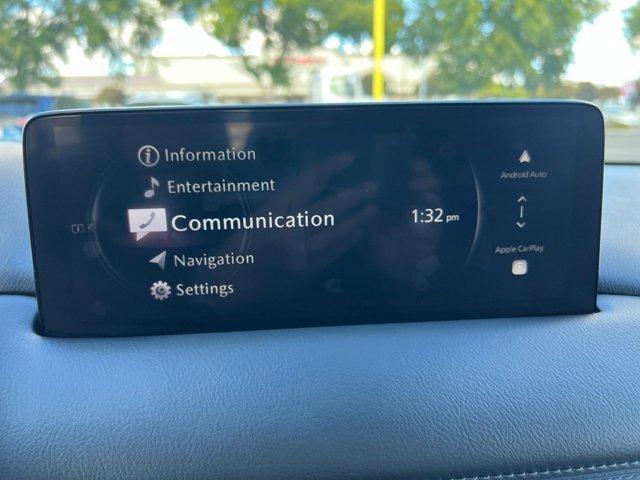 Information
Entertainment
Communication
Navigation
Settings
1:32 pm
Android Auto
Apple CarPlay